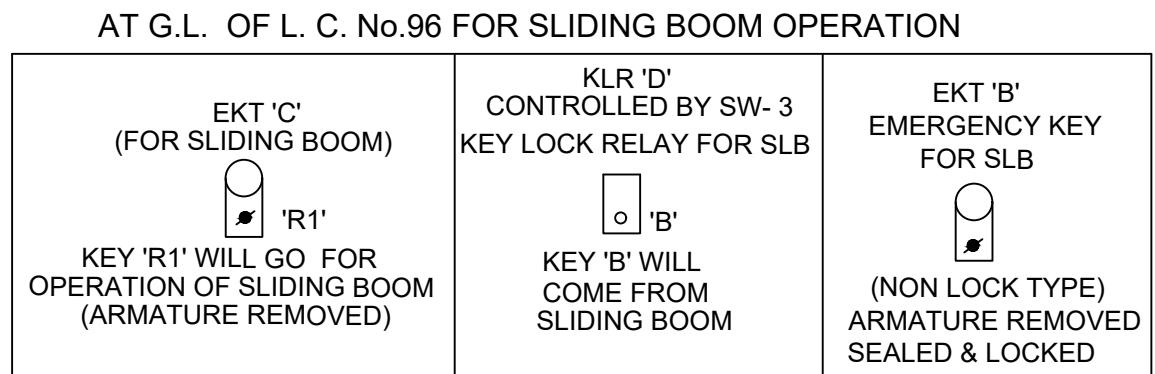 AT G.L. OF L. C. No.96 FOR SLIDING BOOM OPERATION
EKT 'C'
(FOR SLIDING BOOM)
'R1'
KEY 'R1' WILL GO FOR
OPERATION OF SLIDING BOOM
(ARMATURE REMOVED)
KLR 'D'
CONTROLLED BY SW- 3
KEY LOCK RELAY FOR SLB
'B'
KEY 'B' WILL
COME FROM
SLIDING BOOM
EKT 'B'
EMERGENCY KEY
FOR SLB
(NON LOCK TYPE)
ARMATURE REMOVED
SEALED & LOCKED